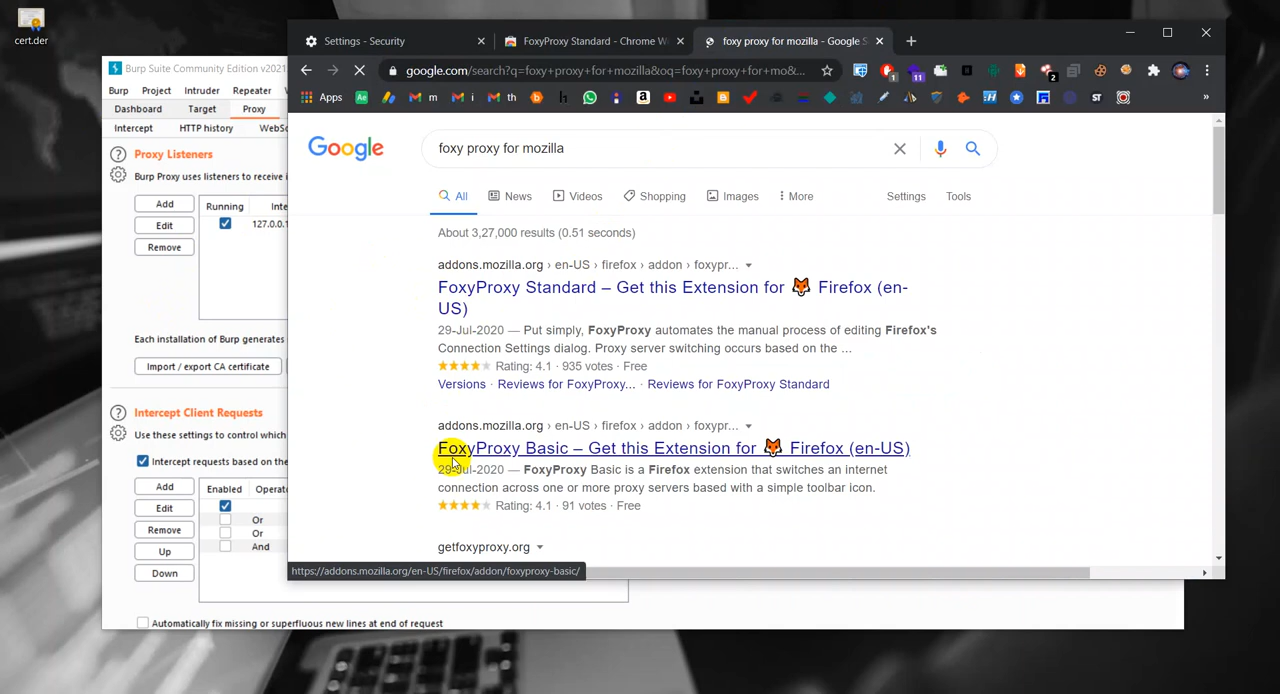 cert.der
Burp Suite Community Edition v2021
Burp Project Intruder Repeater
Dashboard Target Proxy
Intercept HTTP history WebSo
Proxy Listeners
Burp Proxy uses listeners to receive i
Add
Edit
Remove
Running Inte
127.0.0.1
Each installation of Burp generates
Import / export CA certificate
Intercept Client Requests
Use these settings to control which
Intercept requests based on the
Add
Edit
Remove
Up
Down
Enabled Operato
Or
Or
And
Automatically fix missing or superfluous new lines at end of request
Settings - Security
FoxyProxy Standard - Chrome W
foxy proxy for mozilla - Google S
google.com/search?q=foxy+proxy+for+mozilla&oq=foxy+proxy+for+mo&...
Apps m i th
Google
foxy proxy for mozilla
All News Videos Shopping Images More Settings Tools
About 3,27,000 results (0.51 seconds)
addons.mozilla.org › en-US › firefox › addon › foxypr...
FoxyProxy Standard – Get this Extension for 🦊 Firefox (en-
US)
29-Jul-2020 — Put simply, FoxyProxy automates the manual process of editing Firefox's
Connection Settings dialog. Proxy server switching occurs based on the ...
Rating: 4.1 · 935 votes · Free
Versions · Reviews for FoxyProxy... · Reviews for FoxyProxy Standard
addons.mozilla.org › en-US › firefox › addon › foxypr...
FoxyProxy Basic – Get this Extension for 🦊 Firefox (en-US)
29-Jul-2020 — FoxyProxy Basic is a Firefox extension that switches an internet
connection across one or more proxy servers based with a simple toolbar icon.
Rating: 4.1 · 91 votes · Free
getfoxyproxy.org
https://addons.mozilla.org/en-US/firefox/addon/foxyproxy-basic/